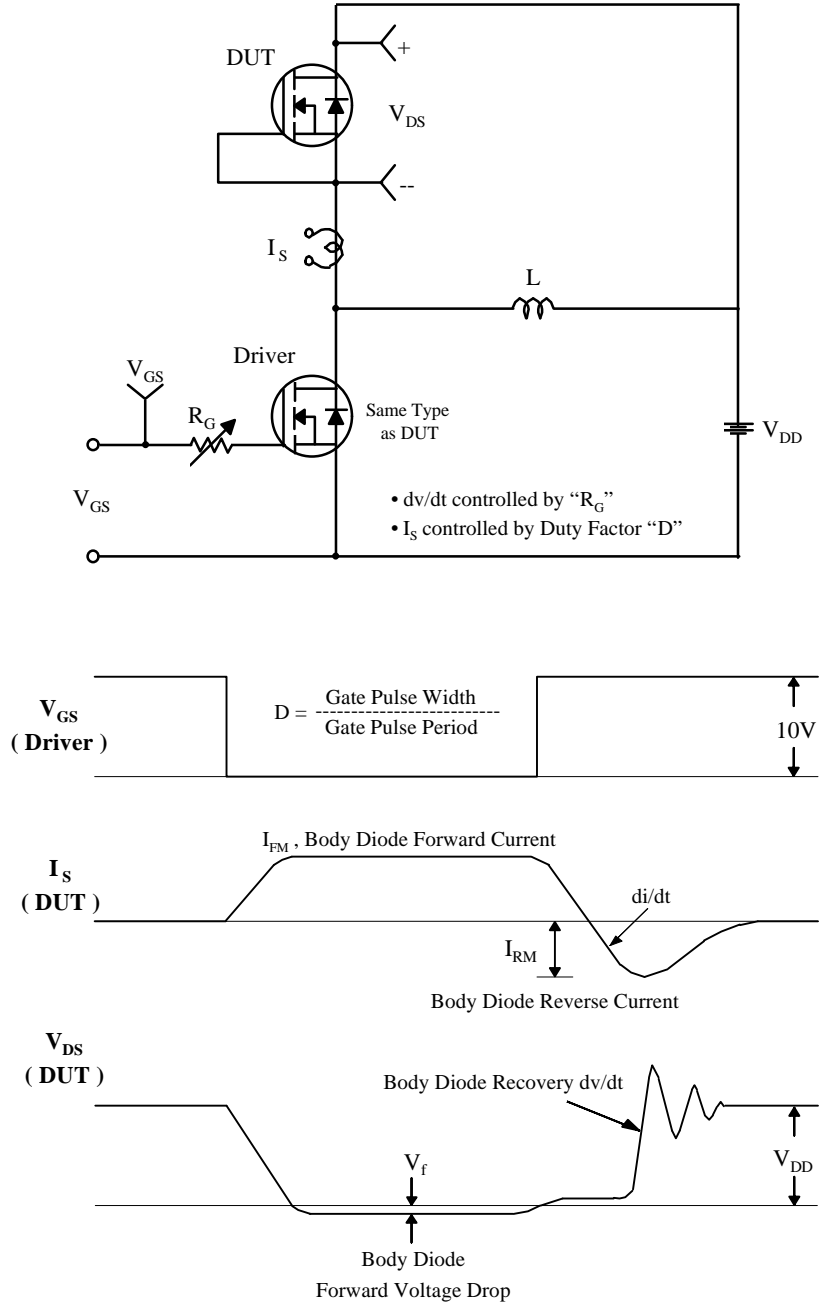 DUT
+
V_DS
--
I_S
L
Driver
V_GS
R_G
Same Type
as DUT
V_DD
V_GS
• dv/dt controlled by “R_G”
• I_S controlled by Duty Factor “D”
V_GS
( Driver )
D = Gate Pulse Width
--------------------------
Gate Pulse Period
10V
I_FM , Body Diode Forward Current
I_S
( DUT )
di/dt
I_RM
Body Diode Reverse Current
V_DS
( DUT )
Body Diode Recovery dv/dt
V_f
V_DD
Body Diode
Forward Voltage Drop